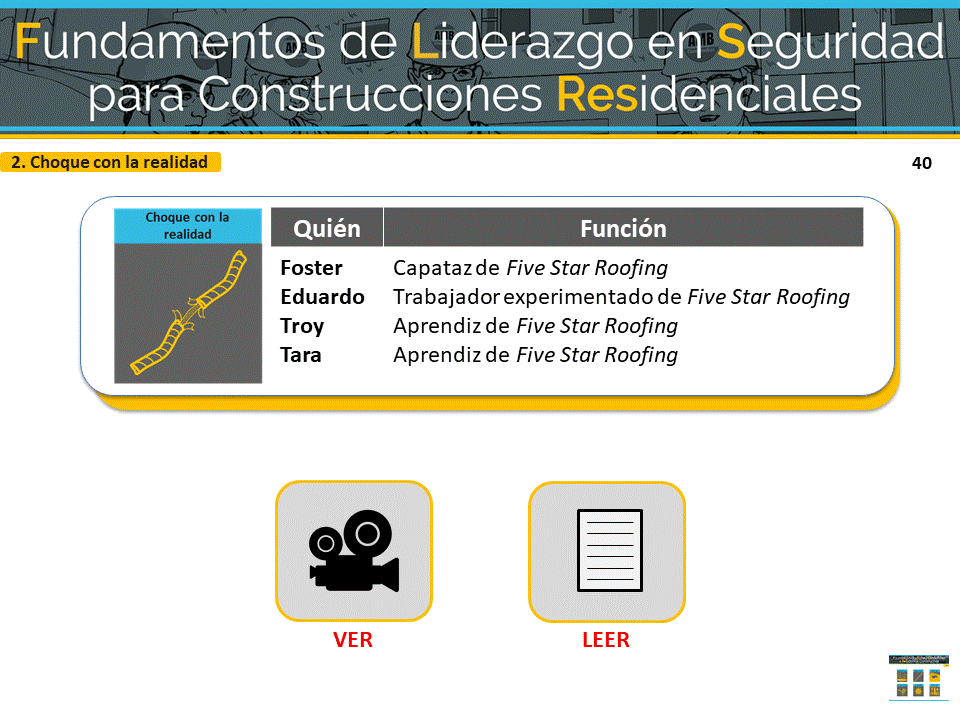 Fundamentos de Liderazgo en Seguridad
para Construcciones Residenciales
2. Choque con la realidad
40
Choque con la
realidad
Quién Función
Foster Capataz de Five Star Roofing
Eduardo Trabajador experimentado de Five Star Roofing
Troy Aprendiz de Five Star Roofing
Tara Aprendiz de Five Star Roofing
VER LEER